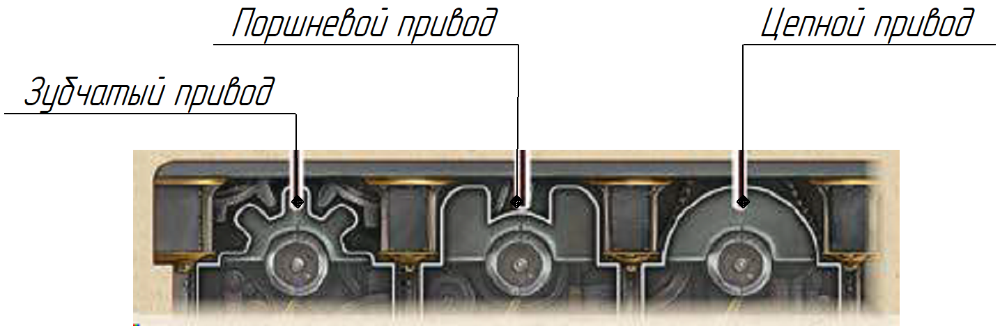 Поршневой привод
Цепной привод
Зубчатый привод